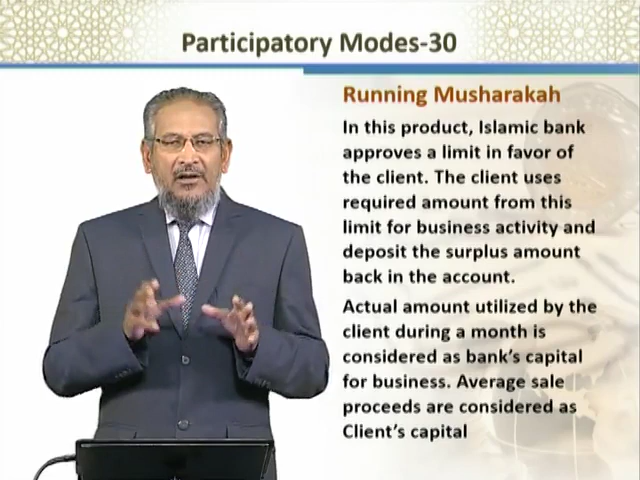 Participatory Modes-30
Running Musharakah
In this product, Islamic bank
approves a limit in favor of
the client. The client uses
required amount from this
limit for business activity and
deposit the surplus amount
back in the account.
Actual amount utilized by the
client during a month is
considered as bank's capital
for business. Average sale
proceeds are considered as
Client's capital